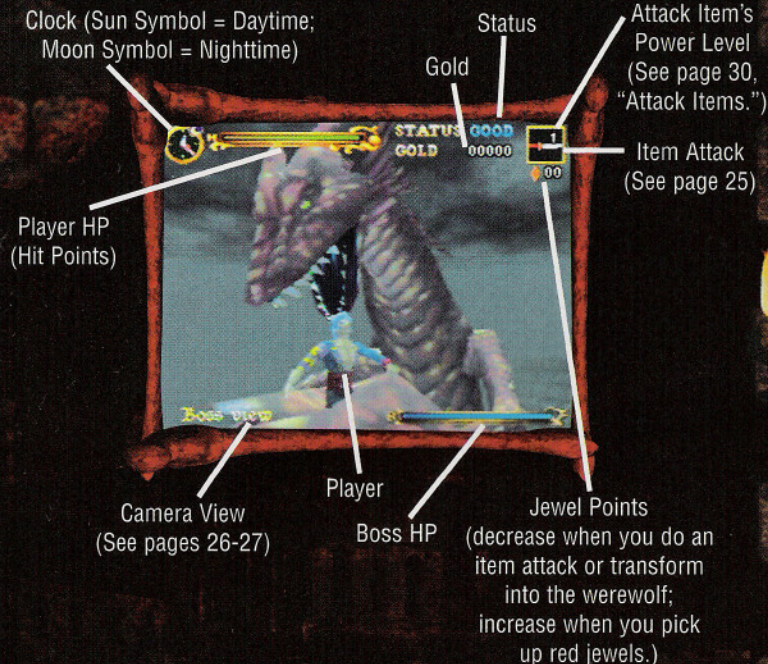 Clock (Sun Symbol = Daytime;
Moon Symbol = Nighttime)
Status
Gold
Attack Item's
Power Level
(See page 30,
"Attack Items.")
STATUS GOOD
GOLD 00000
1
00
Item Attack
(See page 25)
Player HP
(Hit Points)
Boss view
Camera View
(See pages 26-27)
Player
Boss HP
Jewel Points
(decrease when you do an
item attack or transform
into the werewolf;
increase when you pick
up red jewels.)